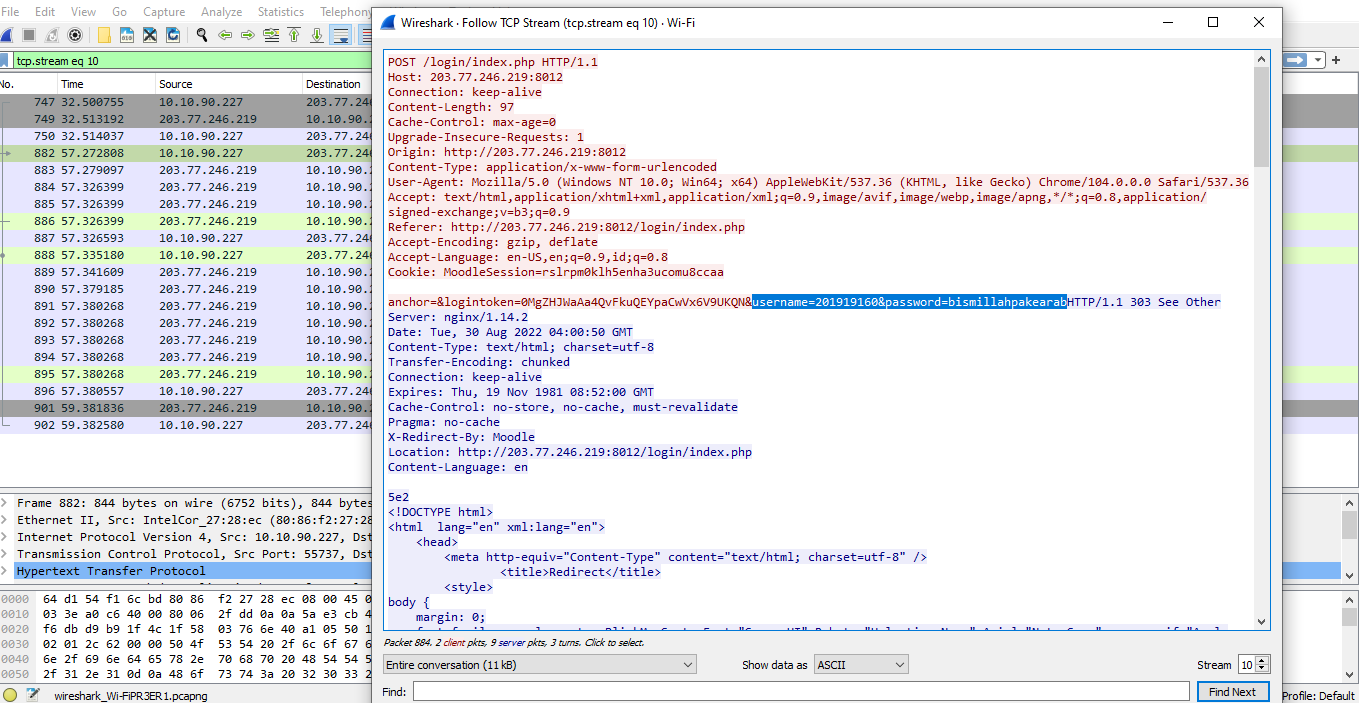 File Edit View Go Capture Analyze Statistics Telephony
Wireshark · Follow TCP Stream (tcp.stream eq 10) · Wi-Fi
tcp.stream eq 10
No. Time Source Destination
747 32.500755 10.10.90.227 203.77.246
749 32.513192 203.77.246.219 10.10.90.2
750 32.514037 10.10.90.227 203.77.246
882 57.272808 10.10.90.227 203.77.246
883 57.279097 203.77.246.219 10.10.90.2
884 57.326399 203.77.246.219 10.10.90.2
885 57.326399 203.77.246.219 10.10.90.2
886 57.326399 203.77.246.219 10.10.90.2
887 57.326593 10.10.90.227 203.77.246
888 57.335180 10.10.90.227 203.77.246
889 57.341609 203.77.246.219 10.10.90.2
890 57.379185 203.77.246.219 10.10.90.2
891 57.380268 203.77.246.219 10.10.90.2
892 57.380268 203.77.246.219 10.10.90.2
893 57.380268 203.77.246.219 10.10.90.2
894 57.380268 203.77.246.219 10.10.90.2
895 57.380268 203.77.246.219 10.10.90.2
896 57.380557 10.10.90.227 203.77.246
901 59.381836 203.77.246.219 10.10.90.2
902 59.382580 10.10.90.227 203.77.246
POST /login/index.php HTTP/1.1
Host: 203.77.246.219:8012
Connection: keep-alive
Content-Length: 97
Cache-Control: max-age=0
Upgrade-Insecure-Requests: 1
Origin: http://203.77.246.219:8012
Content-Type: application/x-www-form-urlencoded
User-Agent: Mozilla/5.0 (Windows NT 10.0; Win64; x64) AppleWebKit/537.36 (KHTML, like Gecko) Chrome/104.0.0.0 Safari/537.36
Accept: text/html,application/xhtml+xml,application/xml;q=0.9,image/avif,image/webp,image/apng,*/*;q=0.8,application/
signed-exchange;v=b3;q=0.9
Referer: http://203.77.246.219:8012/login/index.php
Accept-Encoding: gzip, deflate
Accept-Language: en-US,en;q=0.9,id;q=0.8
Cookie: MoodleSession=rslrpm0klh5enha3ucomu8ccaa
anchor=&logintoken=0MgZHJWaAa4QvFkuQEYpaCwVx6V9UKQN&username=201919160&password=bismillahpakearabHTTP/1.1 303 See Other
Server: nginx/1.14.2
Date: Tue, 30 Aug 2022 04:00:50 GMT
Content-Type: text/html; charset=utf-8
Transfer-Encoding: chunked
Connection: keep-alive
Expires: Thu, 19 Nov 1981 08:52:00 GMT
Cache-Control: no-store, no-cache, must-revalidate
Pragma: no-cache
X-Redirect-By: Moodle
Location: http://203.77.246.219:8012/login/index.php
Content-Language: en
5e2
<!DOCTYPE html>
<html  lang="en" xml:lang="en">
<head>
<meta http-equiv="Content-Type" content="text/html; charset=utf-8" />
<title>Redirect</title>
<style>
body {
margin: 0;
Packet 884. 2 client pkts, 9 server pkts, 3 turns. Click to select.
Entire conversation (11 kB) Show data as ASCII Stream 10
Find: Find Next
Frame 882: 844 bytes on wire (6752 bits), 844 bytes
Ethernet II, Src: IntelCor_27:28:ec (80:86:f2:27:28
Internet Protocol Version 4, Src: 10.10.90.227, Dst
Transmission Control Protocol, Src Port: 55737, Dst
Hypertext Transfer Protocol
0000 64 d1 54 f1 6c bd 80 86 f2 27 28 ec 08 00 45 0
0010 03 3e a0 c6 40 00 80 06 2f dd 0a 0a 5a e3 cb 4
0020 f6 db d9 b9 1f 4c 1f 58 03 76 6e 40 a1 05 50 1
0030 02 01 2c 62 00 00 50 4f 53 54 20 2f 6c 6f 67 6
0040 6e 2f 69 6e 64 65 78 2e 70 68 70 20 48 54 54 5
0050 2f 31 2e 31 0d 0a 48 6f 73 74 3a 20 32 30 33 2
wireshark_Wi-FiPR3ER1.pcapng
Profile: Default